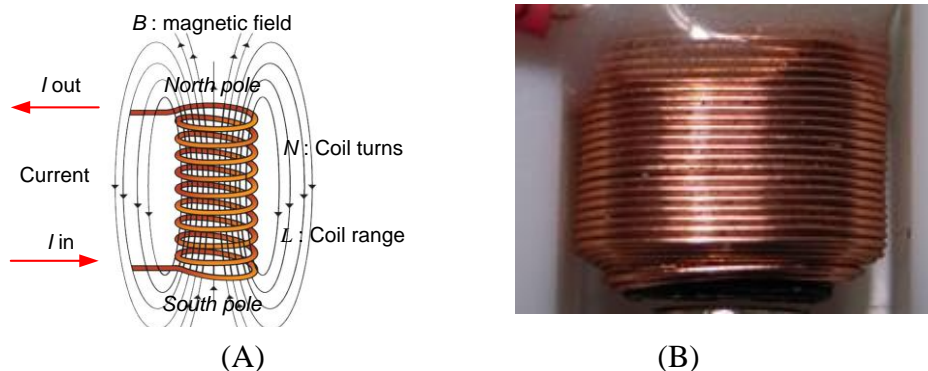 B : magnetic field
I out
North pole
N : Coil turns
Current
L : Coil range
I in
South pole
(A)
(B)